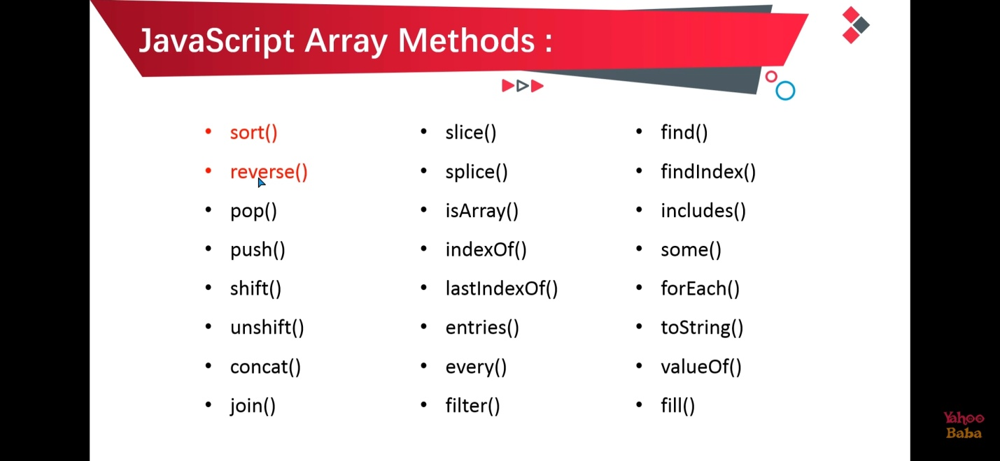 JavaScript Array Methods :
• sort()
• reverse()
• pop()
• push()
• shift()
• unshift()
• concat()
• join()
• slice()
• splice()
• isArray()
• indexOf()
• lastIndexOf()
• entries()
• every()
• filter()
• find()
• findIndex()
• includes()
• some()
• forEach()
• toString()
• valueOf()
• fill()
Yahoo
Baba